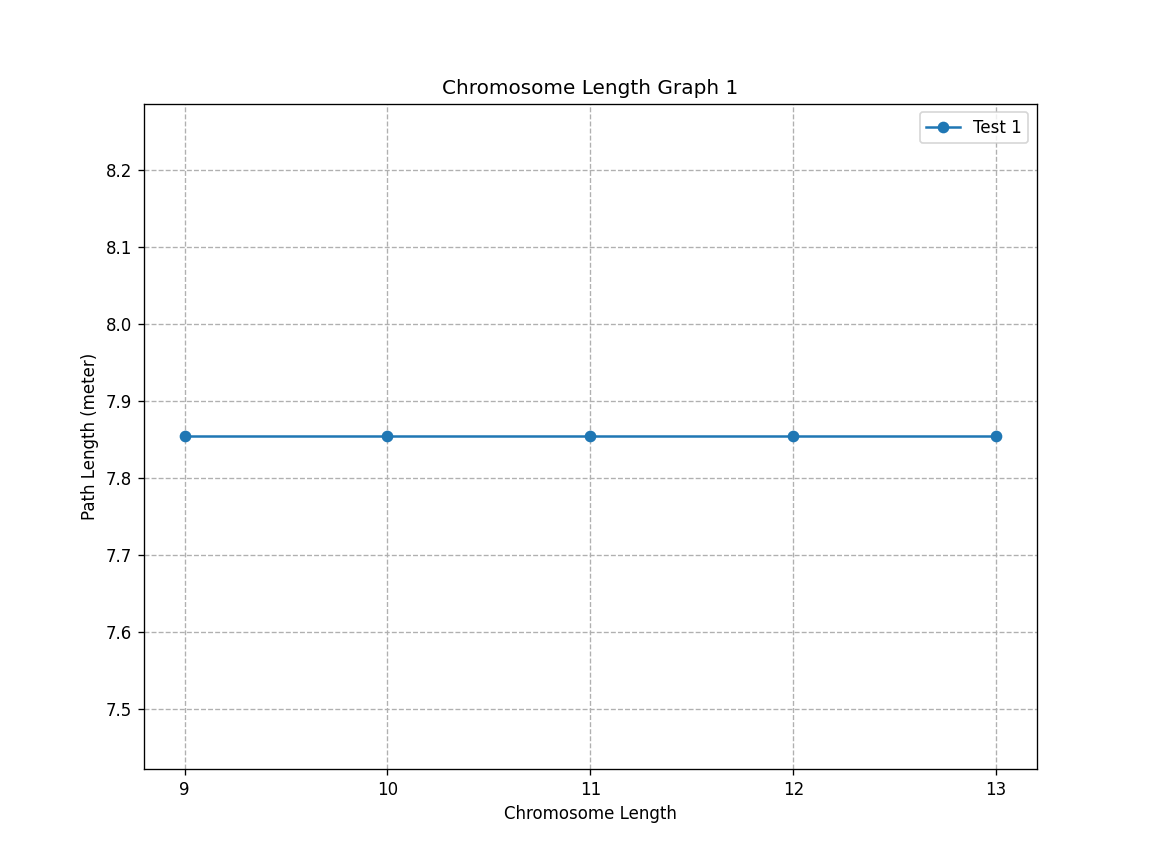 Chromosome Length Graph 1
Test 1
8.2
8.1
8.0
7.9
7.8
7.7
7.6
7.5
Path Length (meter)
9 10 11 12 13
Chromosome Length